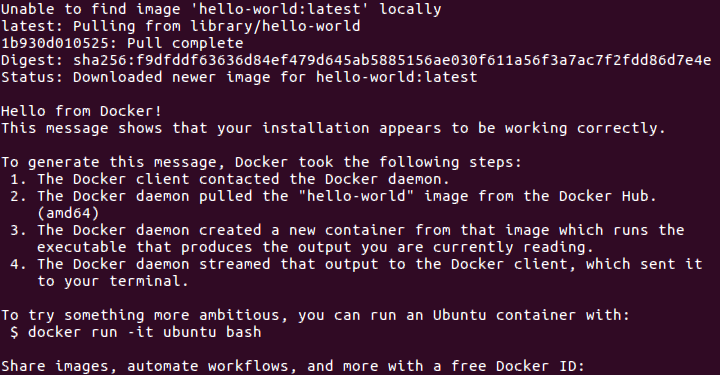 Unable to find image 'hello-world:latest' locally
latest: Pulling from library/hello-world
1b930d010525: Pull complete
Digest: sha256:f9dfddf63636d84ef479d645ab5885156ae030f611a56f3a7ac7f2fdd86d7e4e
Status: Downloaded newer image for hello-world:latest

Hello from Docker!
This message shows that your installation appears to be working correctly.

To generate this message, Docker took the following steps:
 1. The Docker client contacted the Docker daemon.
 2. The Docker daemon pulled the "hello-world" image from the Docker Hub.
    (amd64)
 3. The Docker daemon created a new container from that image which runs the
    executable that produces the output you are currently reading.
 4. The Docker daemon streamed that output to the Docker client, which sent it
    to your terminal.

To try something more ambitious, you can run an Ubuntu container with:
 $ docker run -it ubuntu bash

Share images, automate workflows, and more with a free Docker ID: